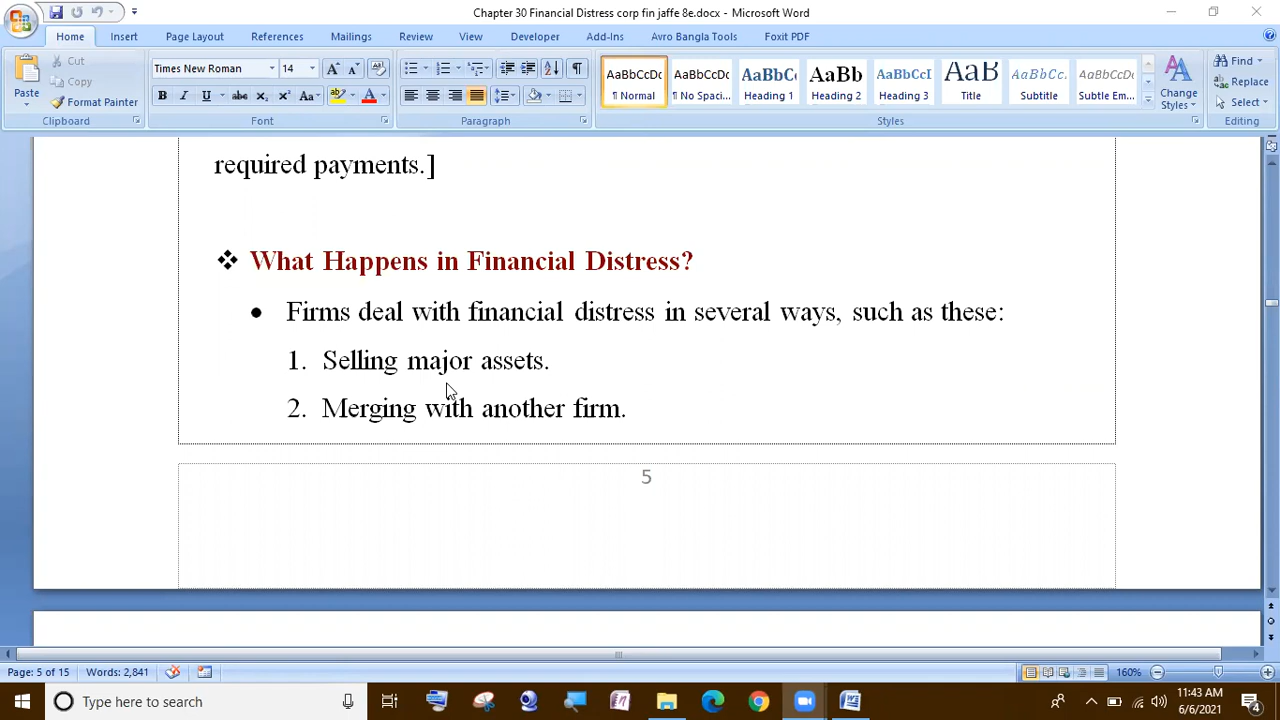 Chapter 30 Financial Distress corp fin jaffe 8e.docx - Microsoft Word
Home Insert Page Layout References Mailings Review View Developer Add-Ins Avro Bangla Tools Foxit PDF
Paste
Cut
Copy
Format Painter
Clipboard
Times New Roman 14
Font
Paragraph
AaBbCcDc AaBbCcDc AaBbC AaBb AaBbCcI AaB AaBbCc. AaBbCcDc
¶ Normal ¶ No Spaci... Heading 1 Heading 2 Heading 3 Title Subtitle Subtle Em...
Styles
Change Styles
Find
Replace
Select
Editing
required payments.]
❖ What Happens in Financial Distress?
• Firms deal with financial distress in several ways, such as these:
1. Selling major assets.
2. Merging with another firm.
5
Page: 5 of 15 Words: 2,841 160%
Type here to search
11:43 AM
6/6/2021
4